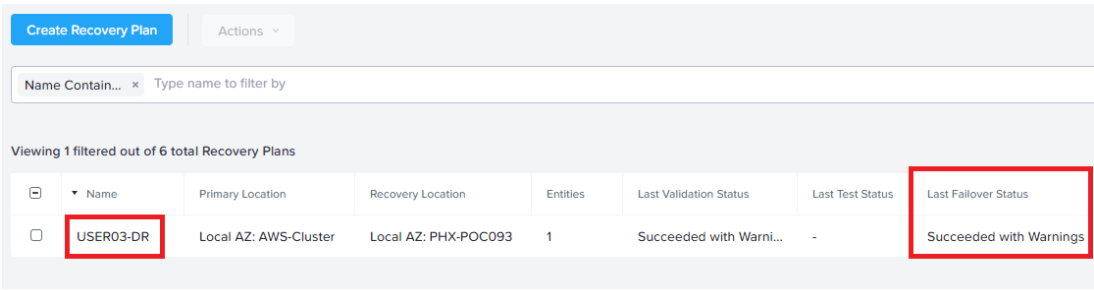 Create Recovery Plan Actions
Name Contain... × Type name to filter by
Viewing 1 filtered out of 6 total Recovery Plans
Name Primary Location Recovery Location Entities Last Validation Status Last Test Status Last Failover Status
USER03-DR Local AZ: AWS-Cluster Local AZ: PHX-POC093 1 Succeeded with Warni... - Succeeded with Warnings